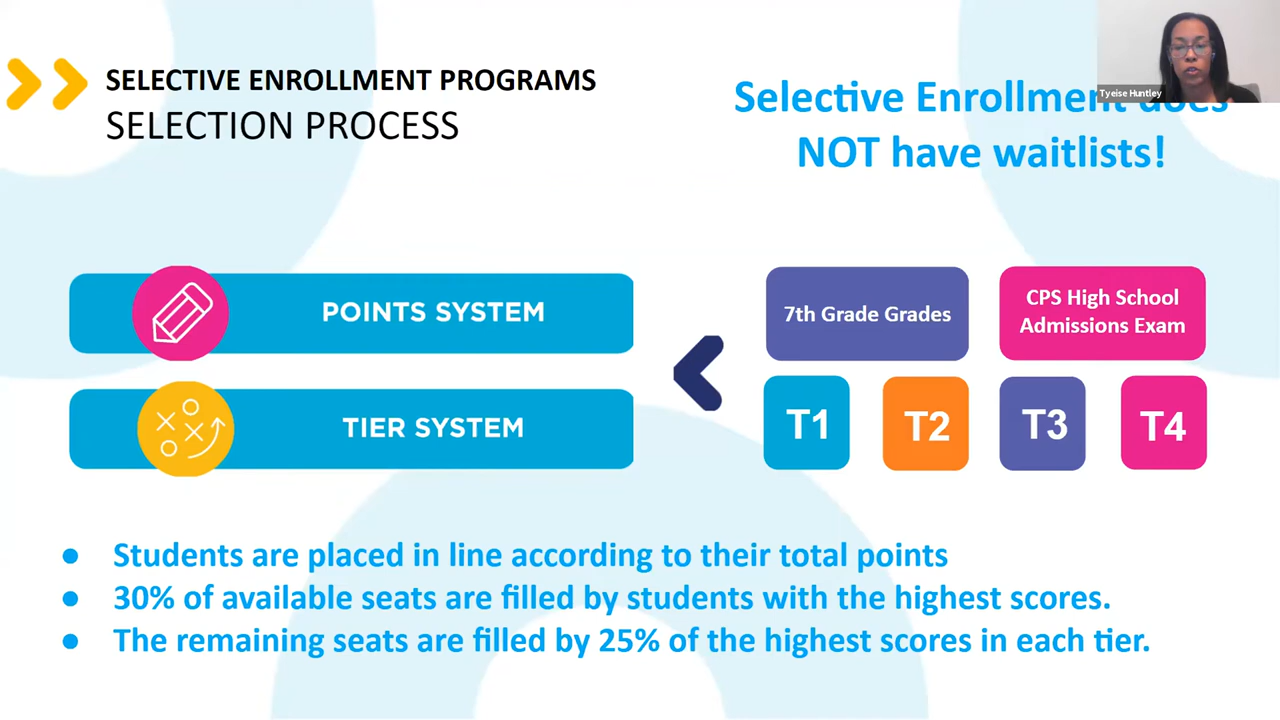 SELECTIVE ENROLLMENT PROGRAMS
SELECTION PROCESS
Selective Enrollment does
NOT have waitlists!
Tyeise Huntley
POINTS SYSTEM
7th Grade Grades
CPS High School
Admissions Exam
TIER SYSTEM
T1
T2
T3
T4
● Students are placed in line according to their total points
● 30% of available seats are filled by students with the highest scores.
● The remaining seats are filled by 25% of the highest scores in each tier.